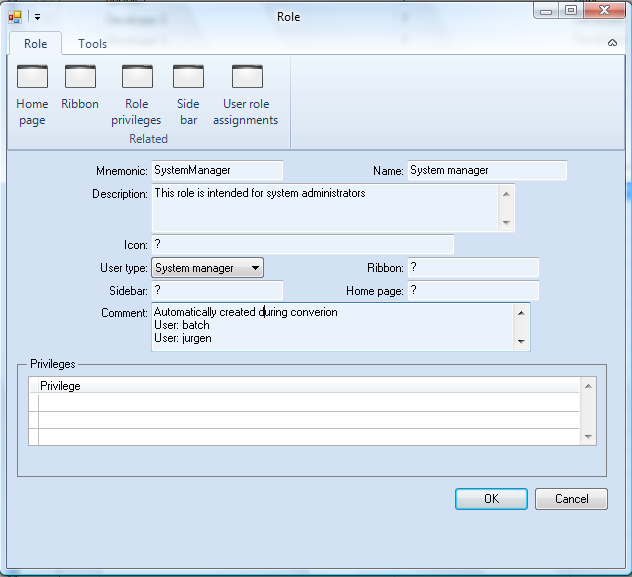 Role
Role Tools
Home page
Ribbon
Role privileges
Side bar
User role assignments
Related
Mnemonic: SystemManager Name: System manager
Description: This role is intended for system administrators
Icon: ?
User type: System manager Ribbon: ?
Sidebar: ? Home page: ?
Comment: Automatically created during converion
User: batch
User: jurgen
Privileges
Privilege
OK Cancel